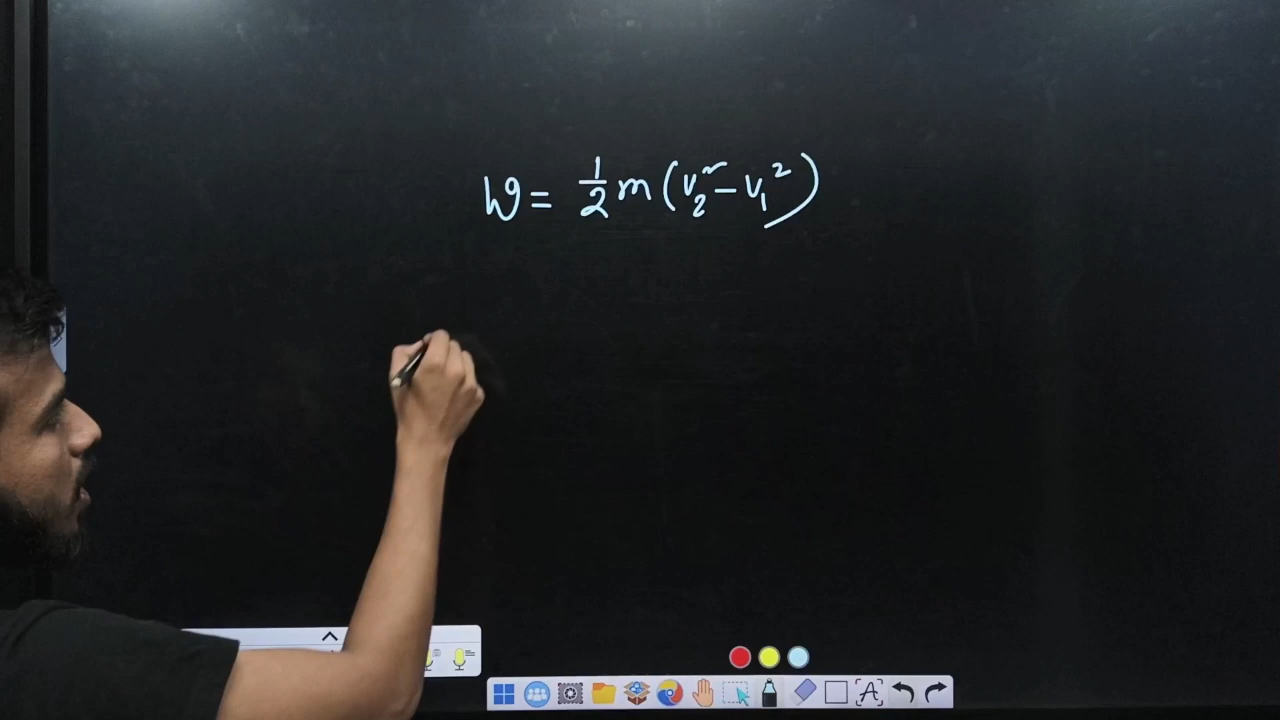 W = 1/2 m (v₂² - v₁²)